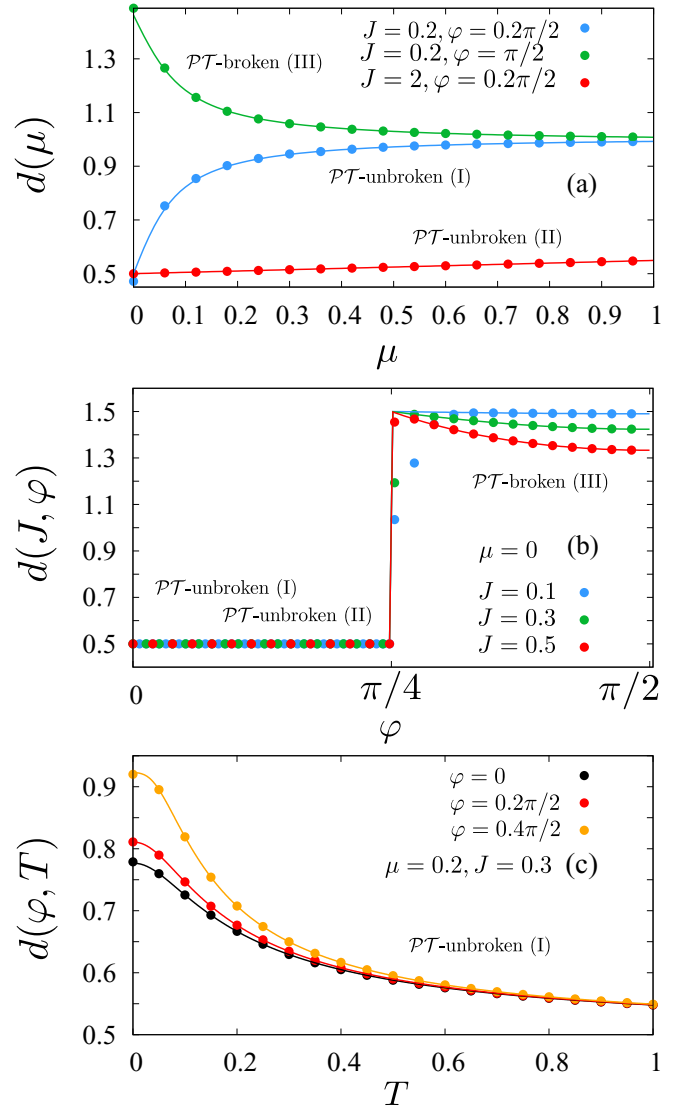 J = 0.2, φ = 0.2π/2
J = 0.2, φ = π/2
J = 2, φ = 0.2π/2
𝒫𝒯-broken (III)
𝒫𝒯-unbroken (I)
(a)
𝒫𝒯-unbroken (II)
d(μ)
1.3
1.1
0.9
0.7
0.5
0 0.1 0.2 0.3 0.4 0.5 0.6 0.7 0.8 0.9 1
μ
d(J, φ)
1.5
1.3
1.1
0.9
0.7
0.5
𝒫𝒯-broken (III)
μ = 0 (b)
𝒫𝒯-unbroken (I)
𝒫𝒯-unbroken (II)
J = 0.1
J = 0.3
J = 0.5
0 π/4 π/2
φ
d(φ, T)
0.9
0.8
0.7
0.6
0.5
φ = 0
φ = 0.2π/2
φ = 0.4π/2
μ = 0.2, J = 0.3 (c)
𝒫𝒯-unbroken (I)
0 0.2 0.4 0.6 0.8 1
T